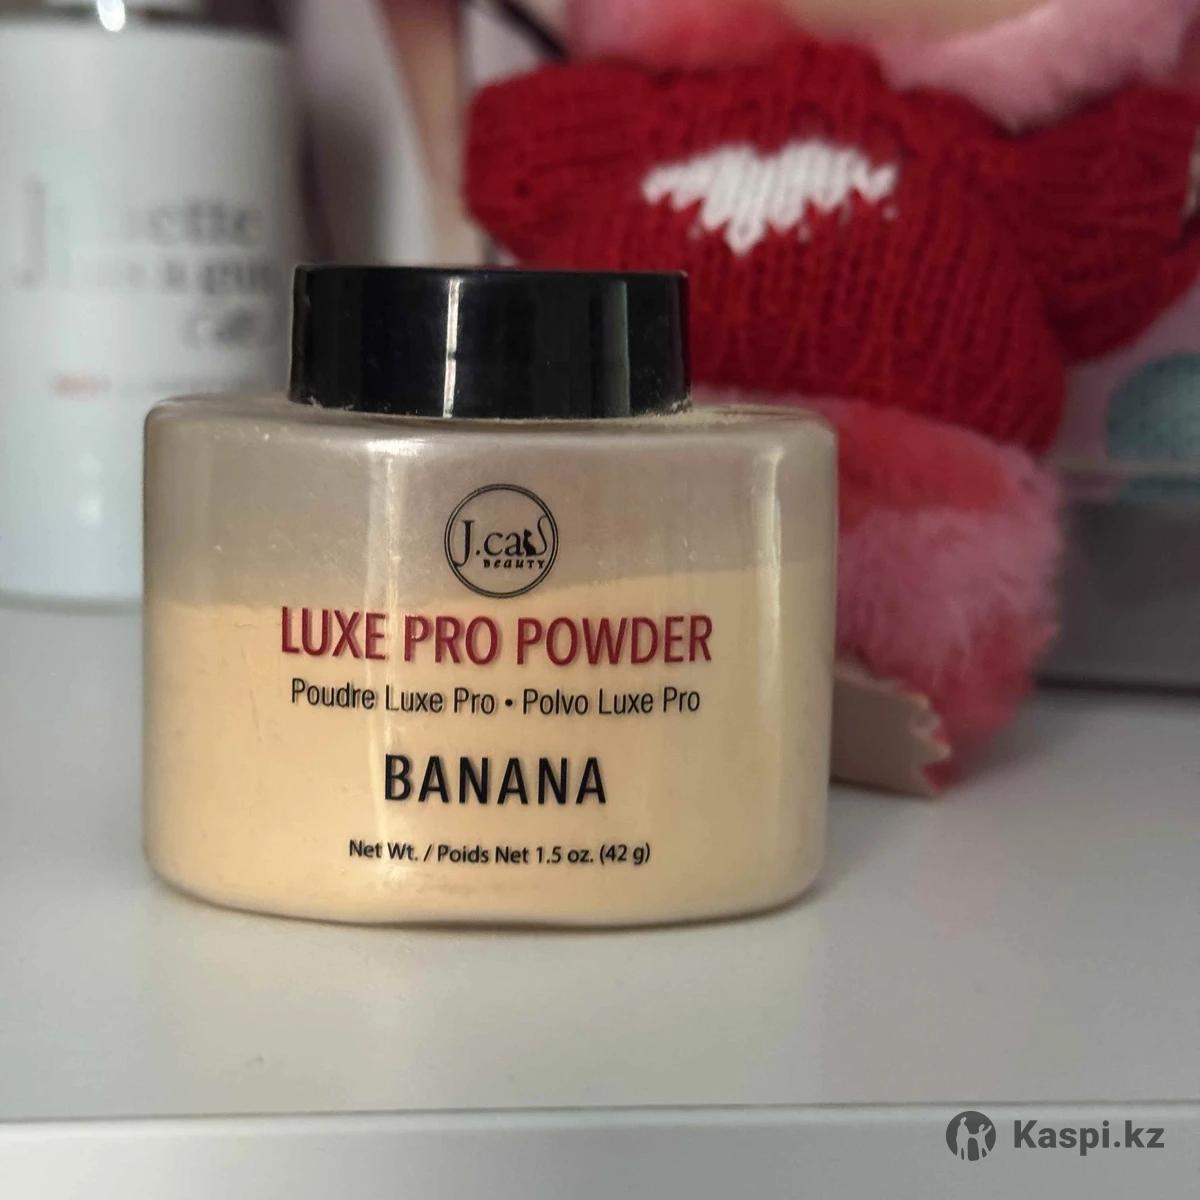 J.cat
BEAUTY
LUXE PRO POWDER
Poudre Luxe Pro • Polvo Luxe Pro
BANANA
Net Wt. / Poids Net 1.5 oz. (42 g)
Kaspi.kz